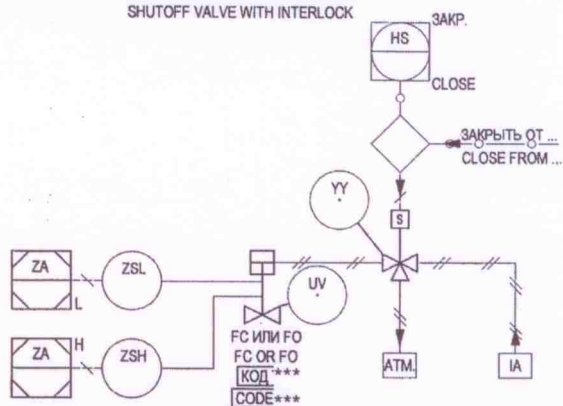 SHUTOFF VALVE WITH INTERLOCK
ЗАКР.
HS
CLOSE
ЗАКРЫТЬ ОТ ...
CLOSE FROM ...
YY
*
S
ZA
L
ZSL
UV
*
ZA
H
ZSH
FC ИЛИ FO
FC OR FO
КОД ***
CODE ***
ATM.
IA